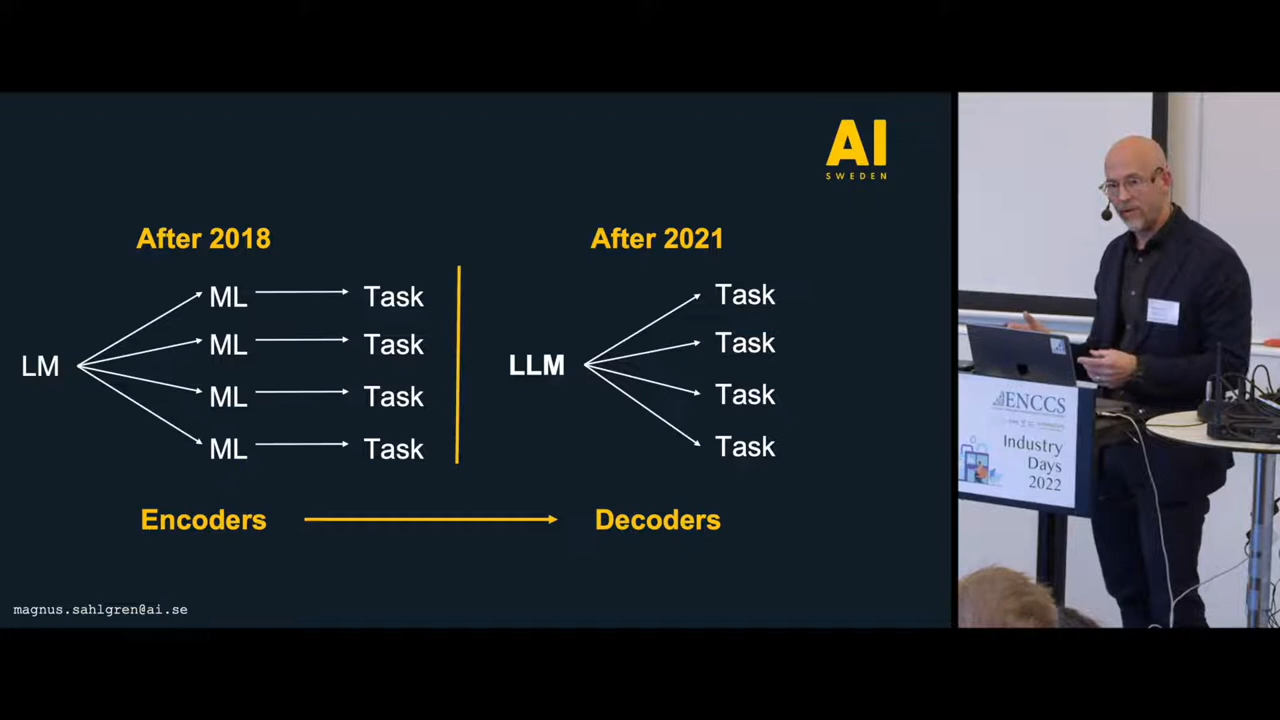 AI
SWEDEN
After 2018
After 2021
LM
ML
Task
ML
Task
ML
Task
ML
Task
LLM
Task
Task
Task
Task
Encoders
Decoders
magnus.sahlgren@ai.se
ENCCS
Industry
Days
2022